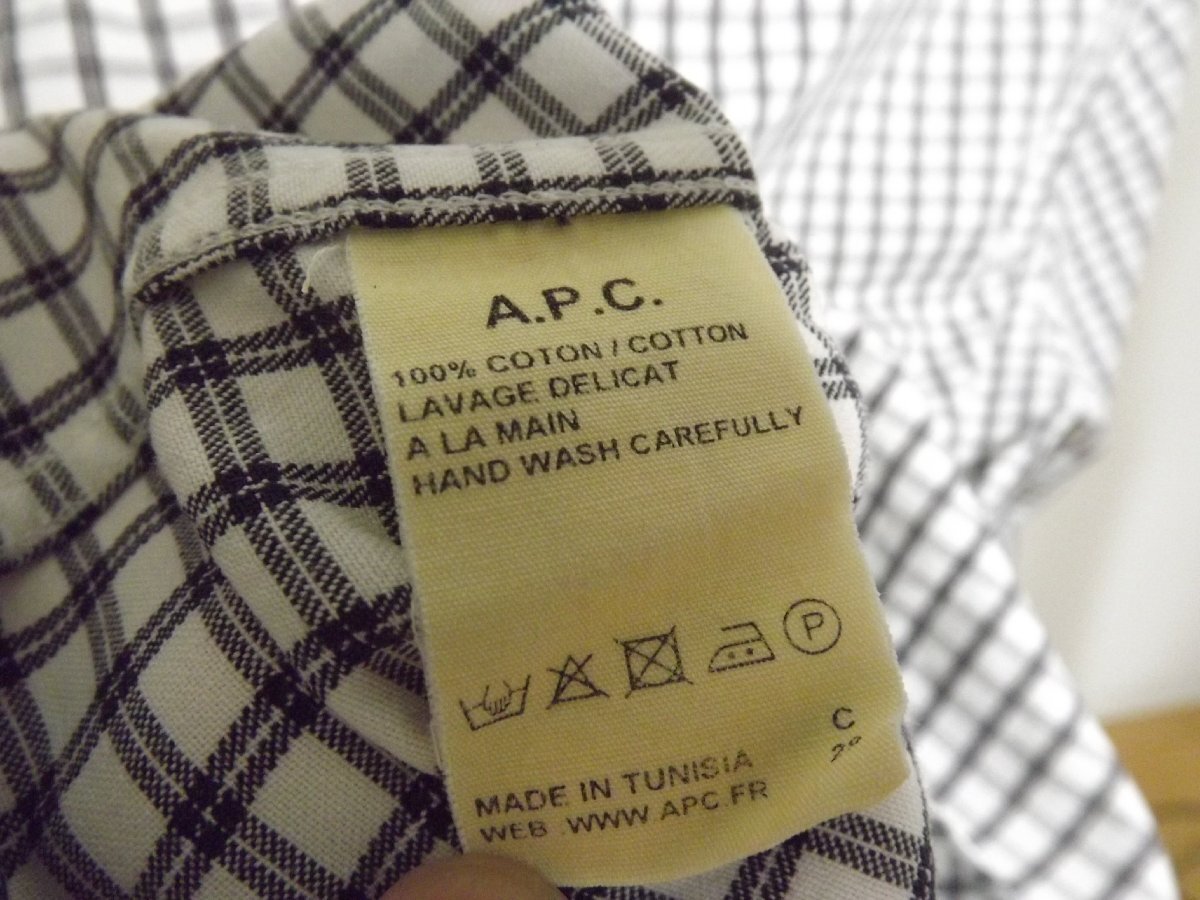 A.P.C.
100% COTON / COTTON
LAVAGE DELICAT
A LA MAIN
HAND WASH CAREFULLY
P
C
MADE IN TUNISIA
WEB WWW APC.FR